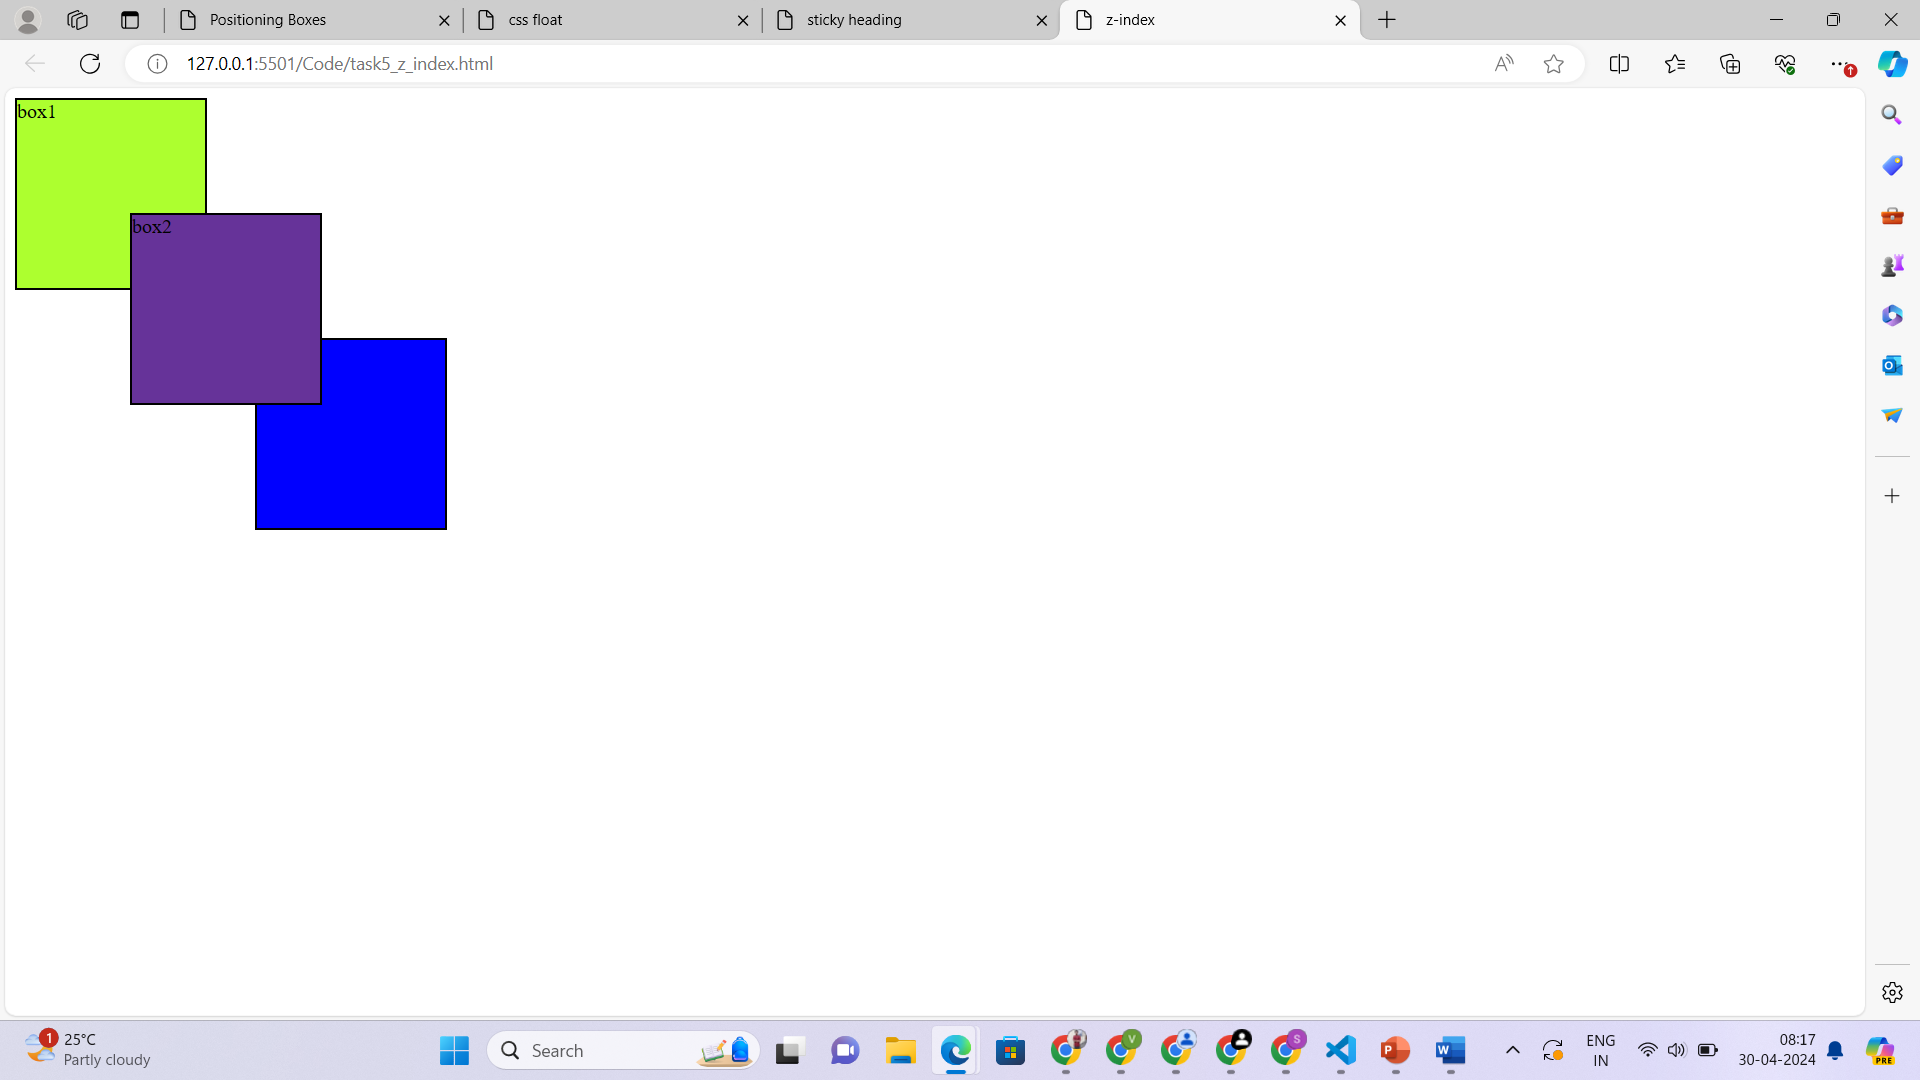 Positioning Boxes
css float
sticky heading
z-index
127.0.0.1:5501/Code/task5_z_index.html
box1
box2
1
25°C
Partly cloudy
Search
V
S
P
W
ENG
IN
08:17
30-04-2024
PRE